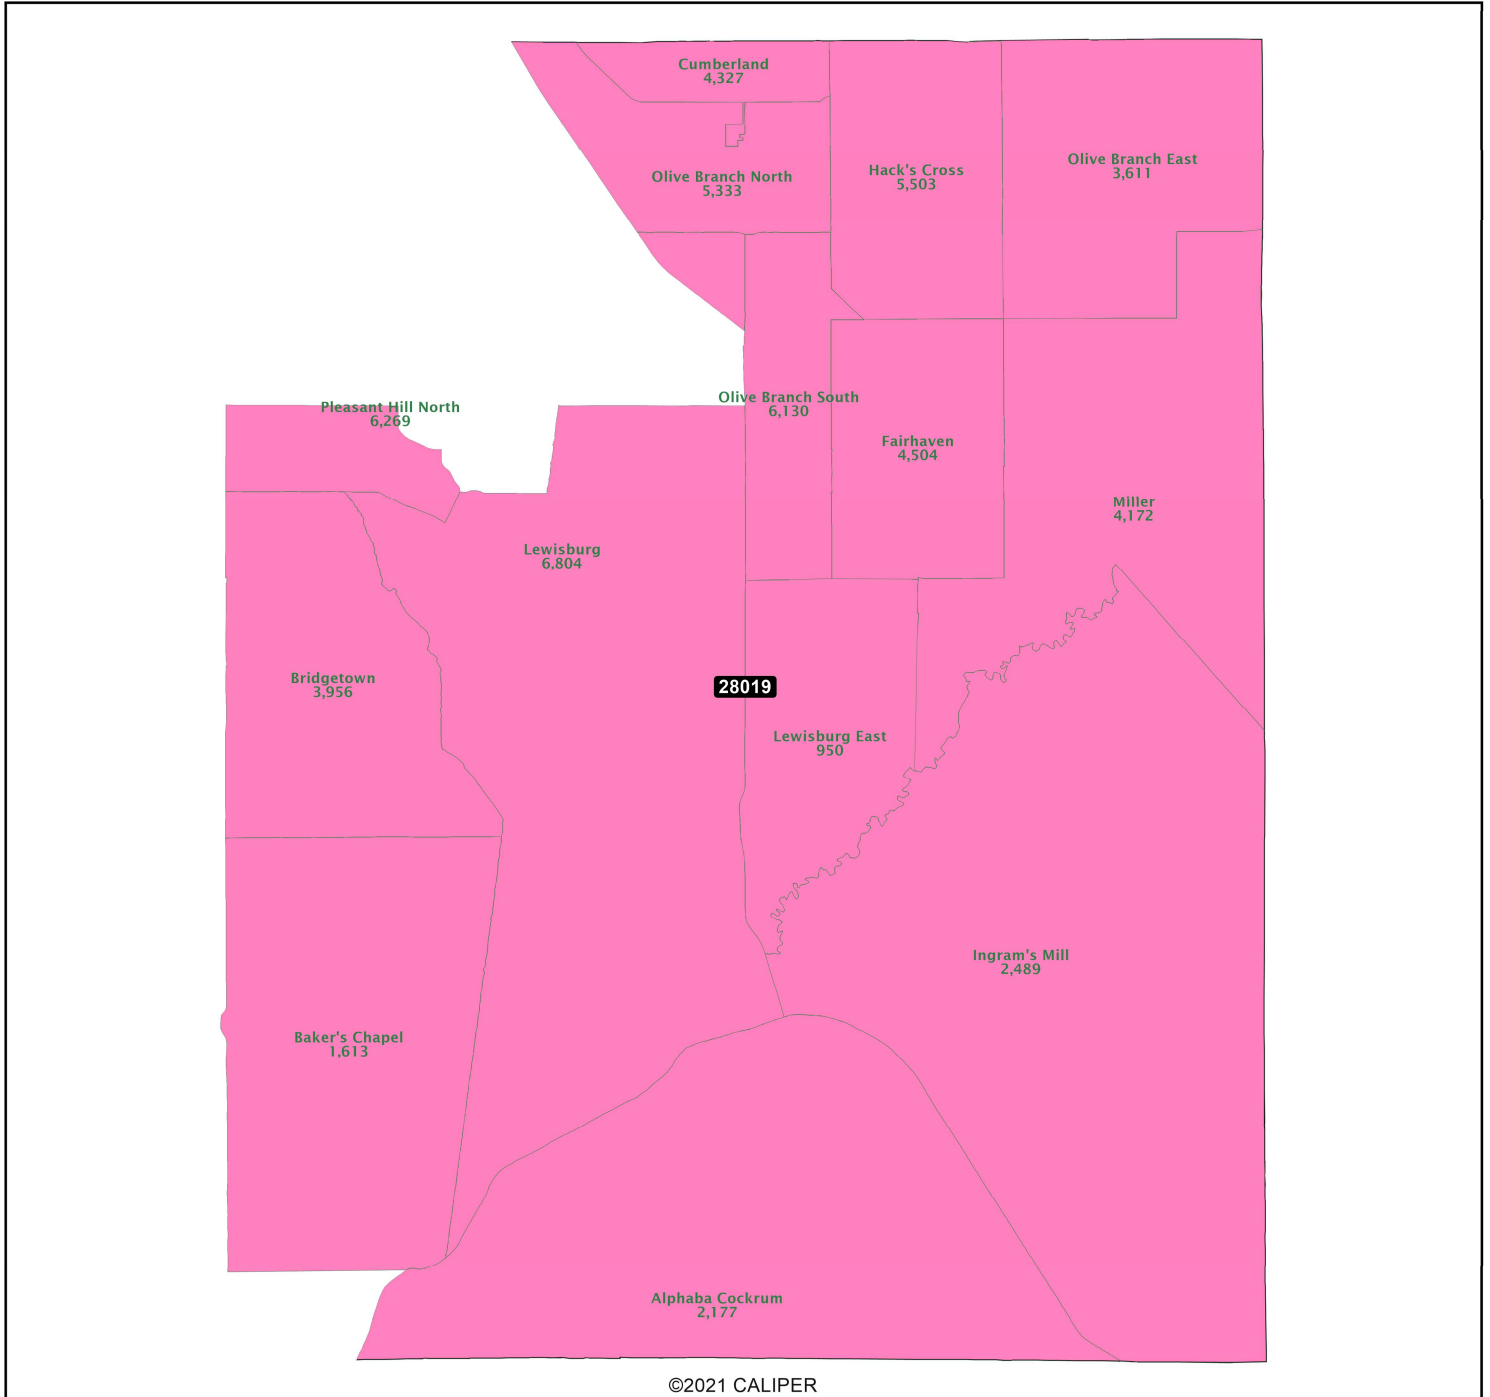 Cumberland
4,327
Olive Branch North
5,333
Hack's Cross
5,503
Olive Branch East
3,611
Pleasant Hill North
6,269
Olive Branch South
6,130
Fairhaven
4,504
Miller
4,172
Lewisburg
6,804
Bridgetown
3,956
28019
Lewisburg East
950
Ingram's Mill
2,489
Baker's Chapel
1,613
Alphaba Cockrum
2,177
©2021 CALIPER